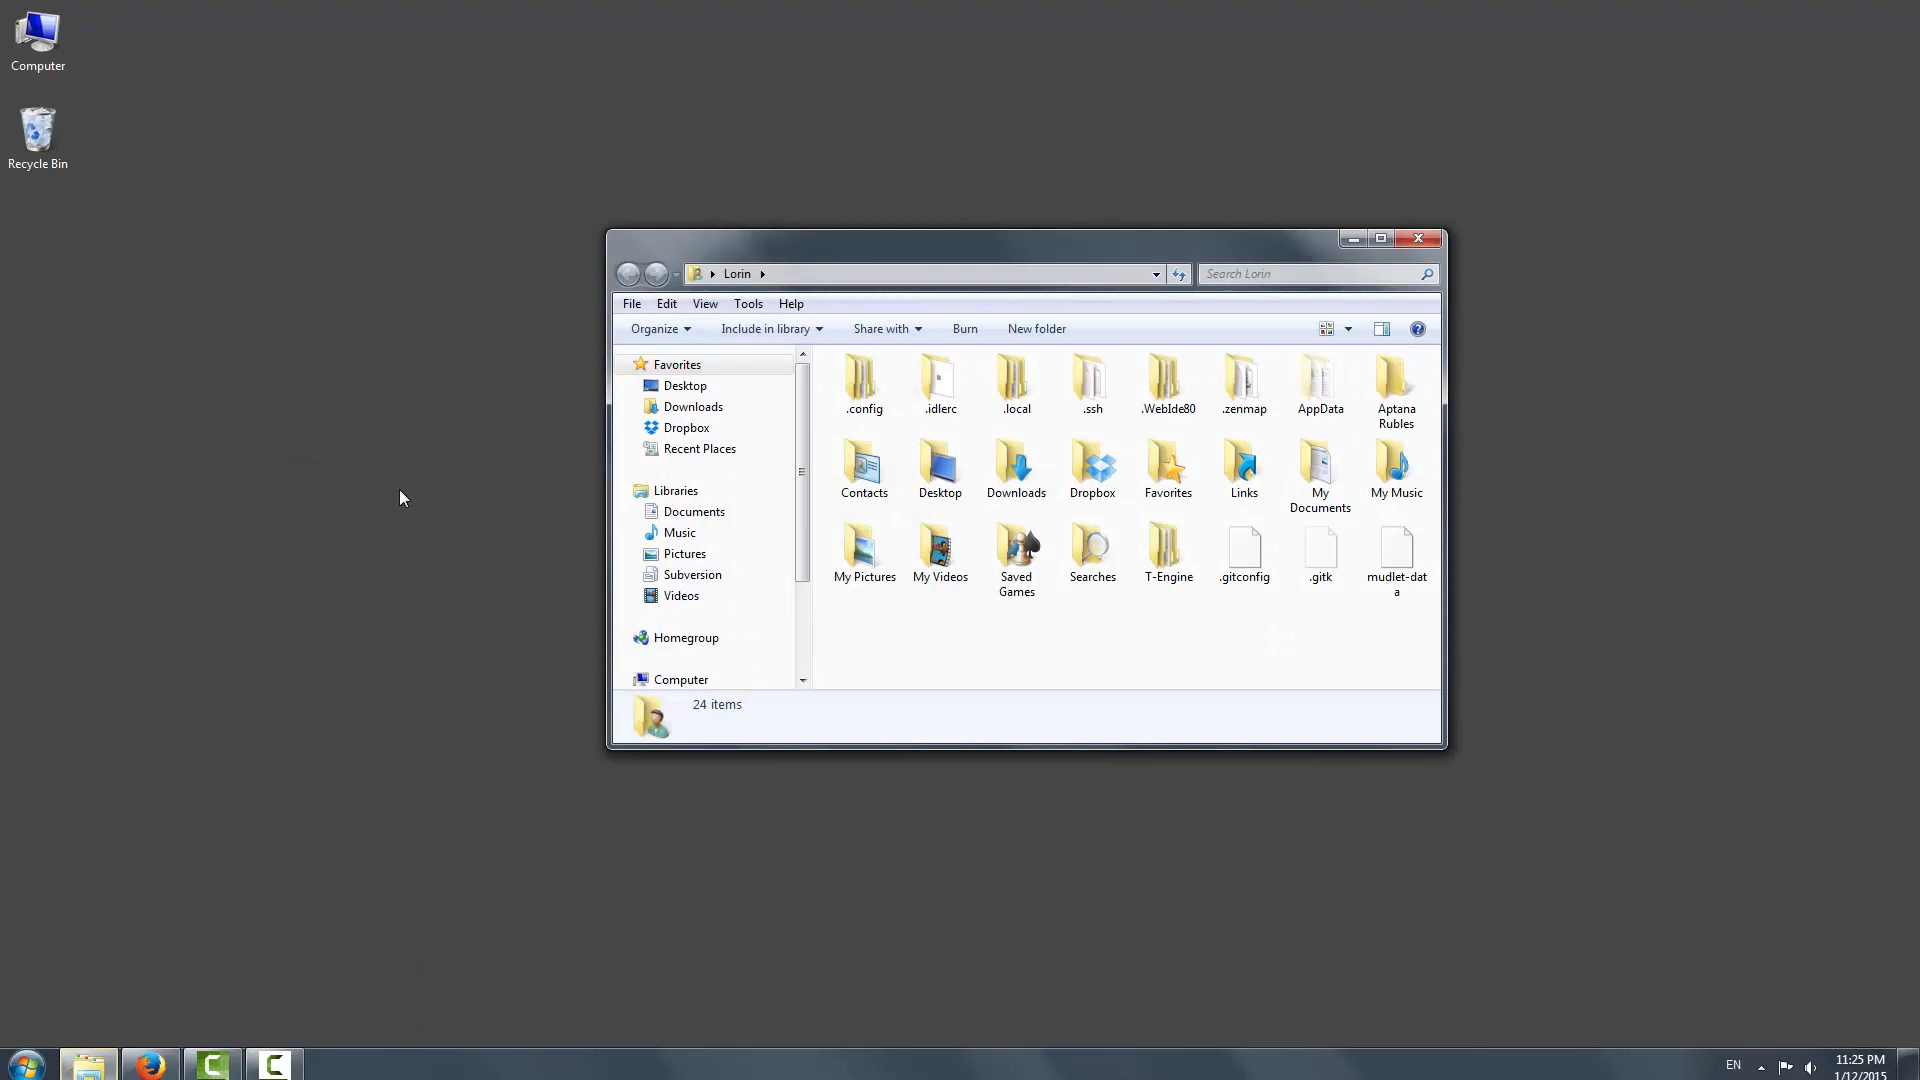 Computer
Recycle Bin
Lorin
Search Lorin
File Edit View Tools Help
Organize Include in library Share with Burn New folder
Favorites
Desktop
Downloads
Dropbox
Recent Places
Libraries
Documents
Music
Pictures
Subversion
Videos
Homegroup
Computer
.config .idlerc .local .ssh .WebIde80 .zenmap AppData Aptana
Rubles
Contacts Desktop Downloads Dropbox Favorites Links My My Music
Documents
My Pictures My Videos Saved Searches T-Engine .gitconfig .gitk mudlet-dat
Games a
24 items
EN 11:25 PM
1/12/2015